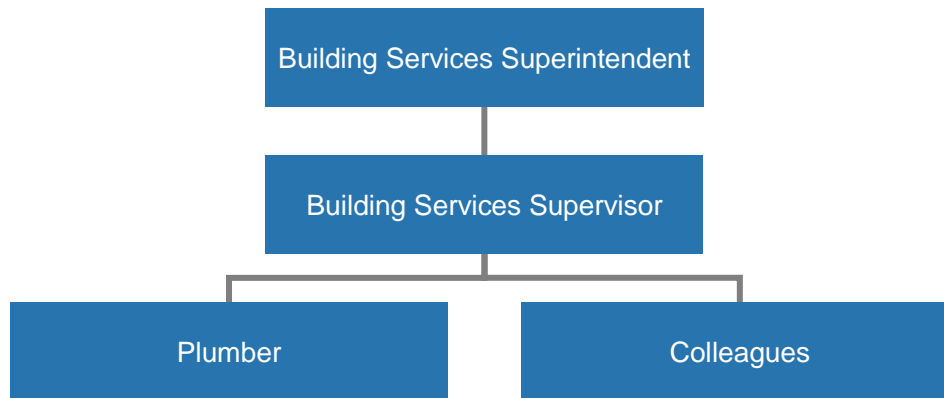 Building Services Superintendent
Building Services Supervisor
Plumber
Colleagues